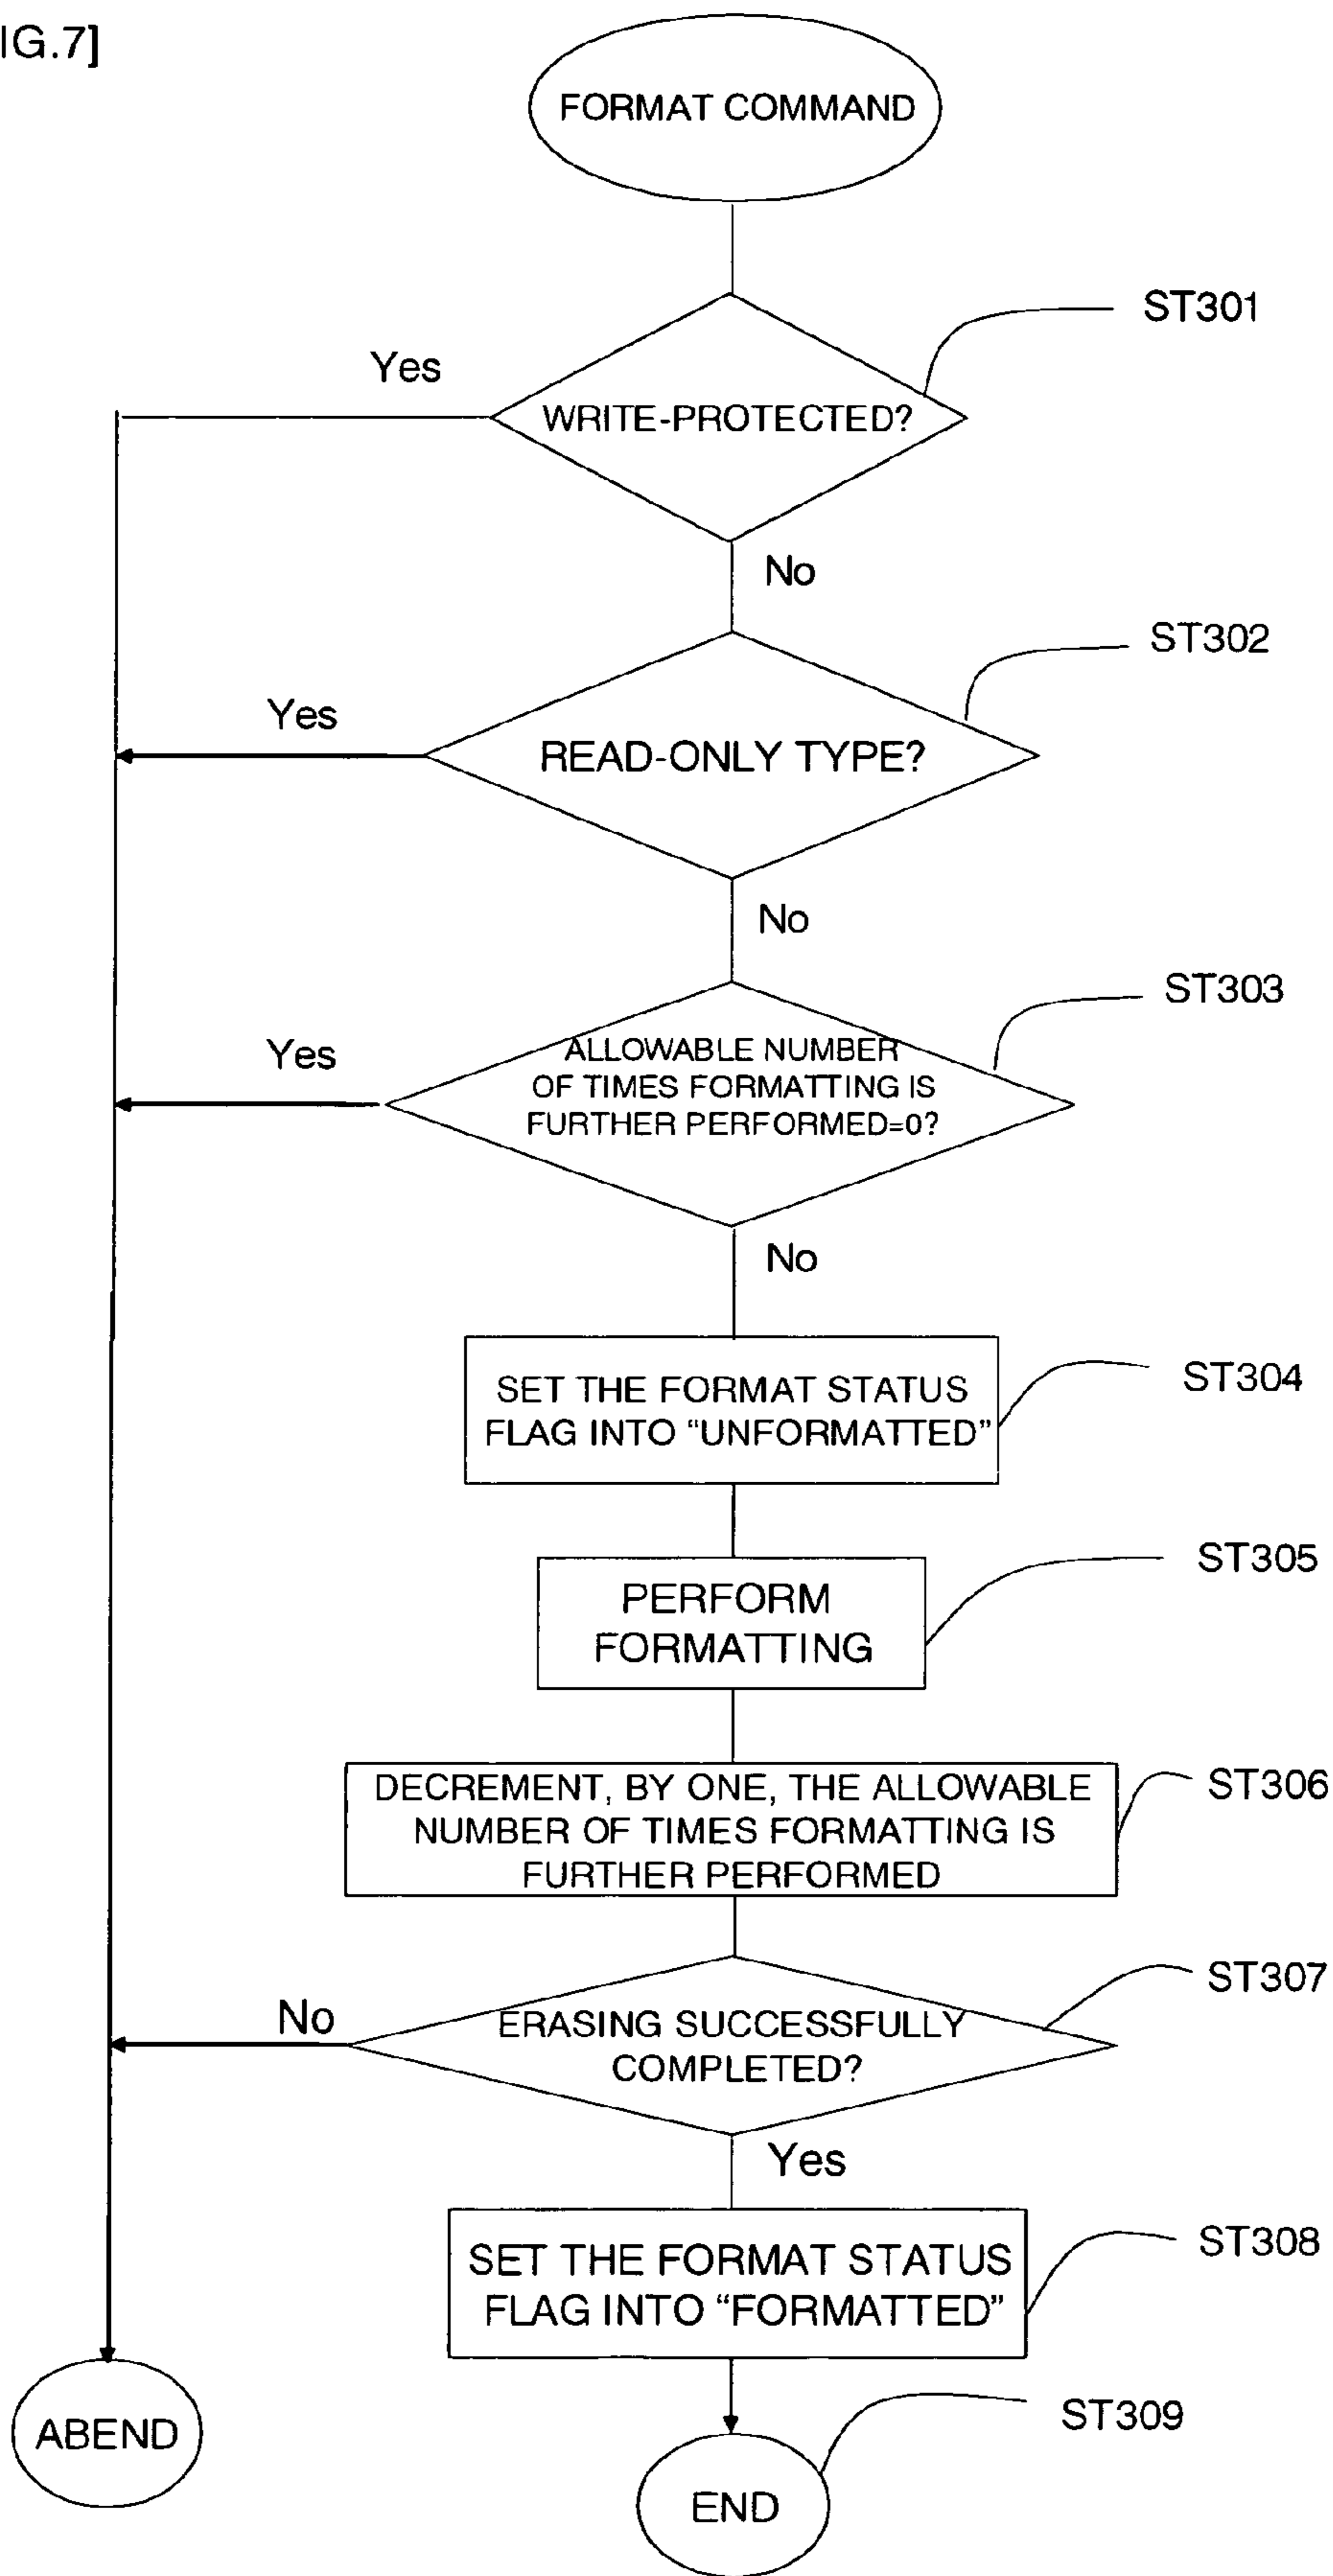 IG.7]
FORMAT COMMAND
ST301
Yes
WRITE-PROTECTED?
No
ST302
Yes
READ-ONLY TYPE?
No
ST303
Yes
ALLOWABLE NUMBER
OF TIMES FORMATTING IS
FURTHER PERFORMED=0?
No
ST304
SET THE FORMAT STATUS
FLAG INTO “UNFORMATTED”
ST305
PERFORM
FORMATTING
ST306
DECREMENT, BY ONE, THE ALLOWABLE
NUMBER OF TIMES FORMATTING IS
FURTHER PERFORMED
ST307
No
ERASING SUCCESSFULLY
COMPLETED?
Yes
ST308
SET THE FORMAT STATUS
FLAG INTO “FORMATTED”
ST309
ABEND
END